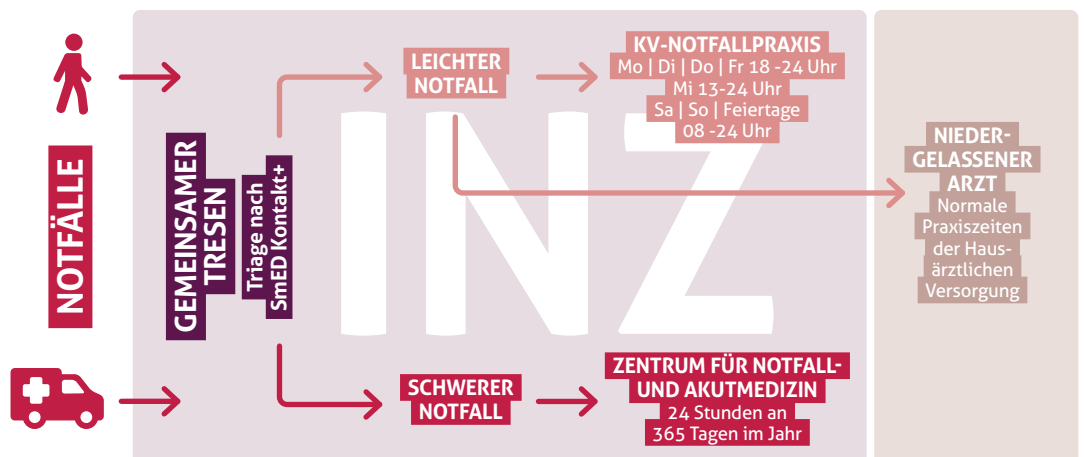 NOTFÄLLE
GEMEINSAMER
TRESEN
Triage nach
SmED Kontakt+
INZ
LEICHTER
NOTFALL
KV-NOTFALLPRAXIS
Mo | Di | Do | Fr 18 -24 Uhr
Mi 13-24 Uhr
Sa | So | Feiertage
08 -24 Uhr
NIEDER-
GELASSENER
ARZT
Normale
Praxiszeiten
der Haus-
ärztlichen
Versorgung
SCHWERER
NOTFALL
ZENTRUM FÜR NOTFALL-
UND AKUTMEDIZIN
24 Stunden an
365 Tagen im Jahr